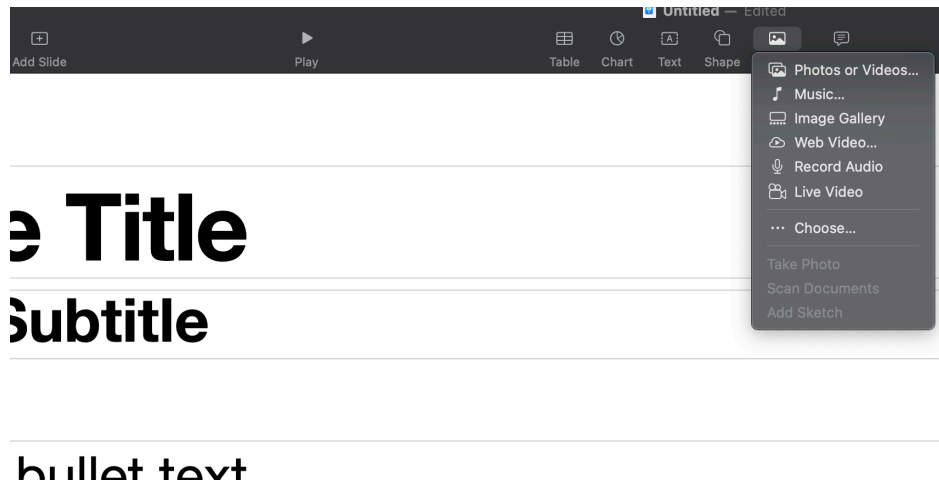 Untitled — Edited
Add Slide
Play
Table
Chart
Text
Shape
Photos or Videos...
Music...
Image Gallery
Web Video...
Record Audio
Live Video
Choose...
Take Photo
Scan Documents
Add Sketch
e Title
Subtitle
bullet text